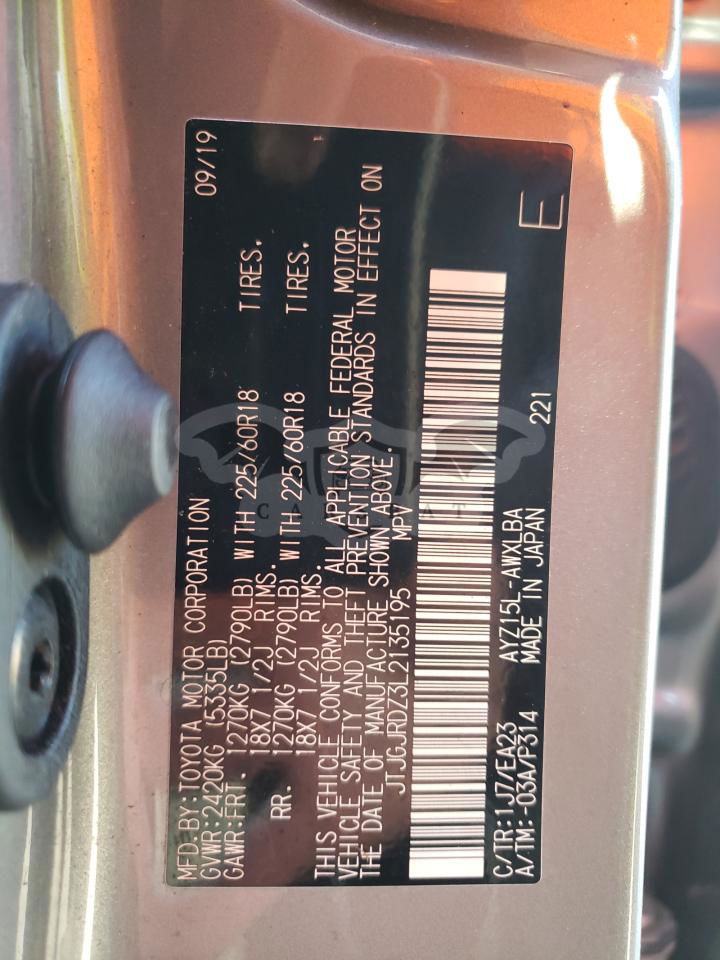 MFD:BY:TOYOTA MOTOR CORPORATION 09/19
GVWR:2420KG (5335LB)
GAWR:FRT. 1270KG (2790LB) WITH 225/60R18 TIRES,
18X7 1/2J RIMS.
RR. 1270KG (2790LB) WITH 225/60R18 TIRES,
18X7 1/2J RIMS.
THIS VEHICLE CONFORMS TO ALL APPLICABLE FEDERAL MOTOR
VEHICLE SAFETY AND THEFT PREVENTION STANDARDS IN EFFECT ON
THE DATE OF MANUFACTURE SHOWN ABOVE.
JTJGJRDZ3L2135195 MPV
C/TR:1J7/EA23 AYZ15L-AWXLBA
A/TM:-03A/P314 MADE IN JAPAN 221
E